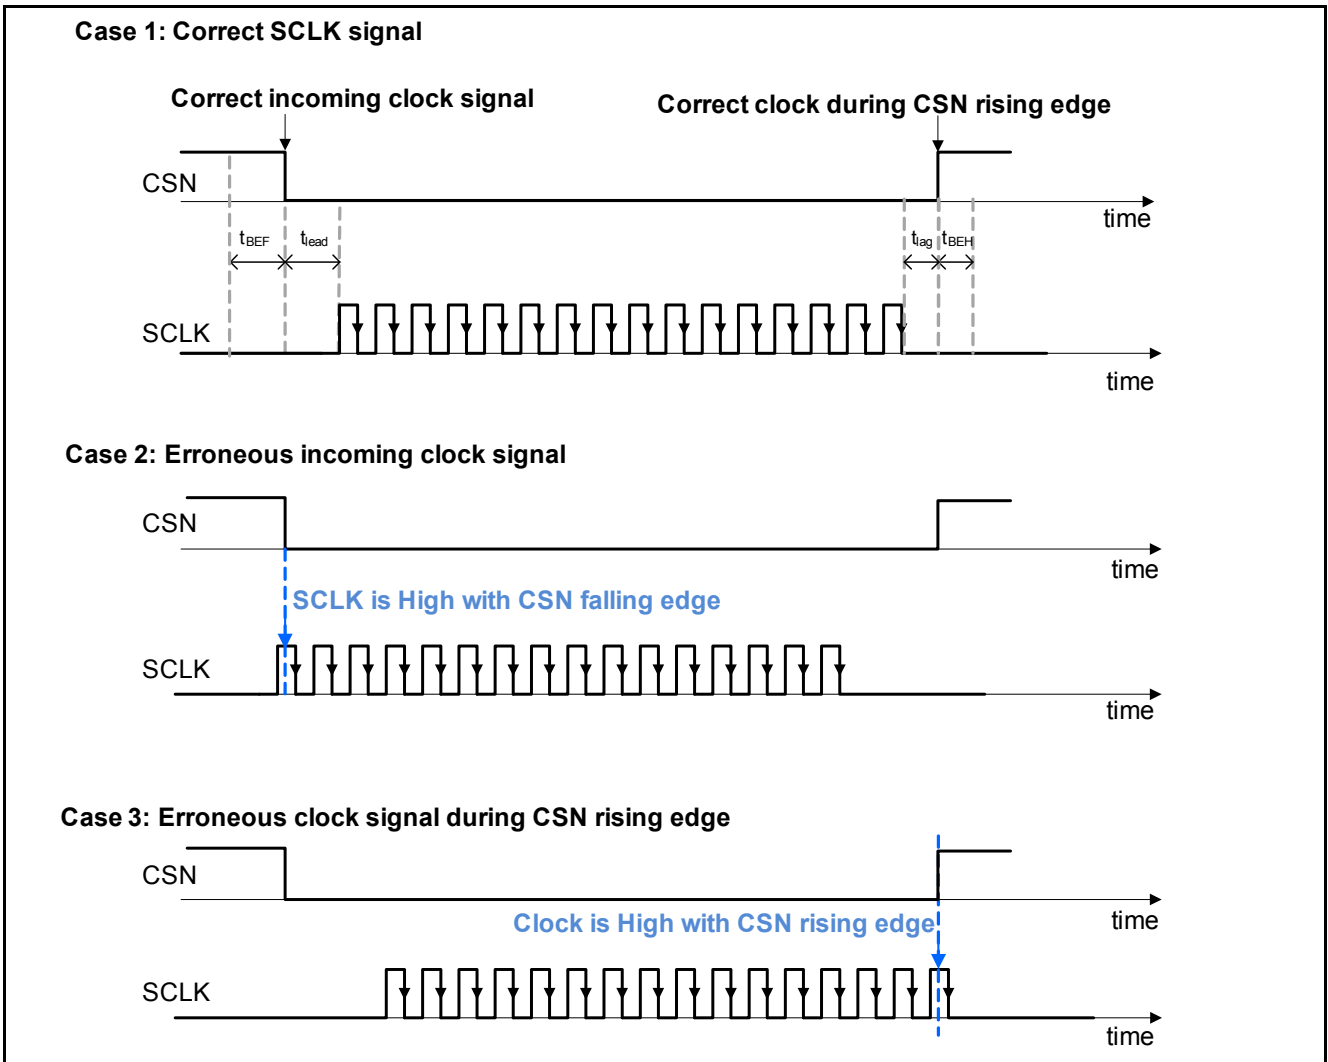 Case 1: Correct SCLK signal
Correct incoming clock signal
Correct clock during CSN rising edge
CSN
time
tBEF
tlead
tlag
tBEH
SCLK
time
Case 2: Erroneous incoming clock signal
CSN
time
SCLK is High with CSN falling edge
SCLK
time
Case 3: Erroneous clock signal during CSN rising edge
CSN
time
Clock is High with CSN rising edge
SCLK
time